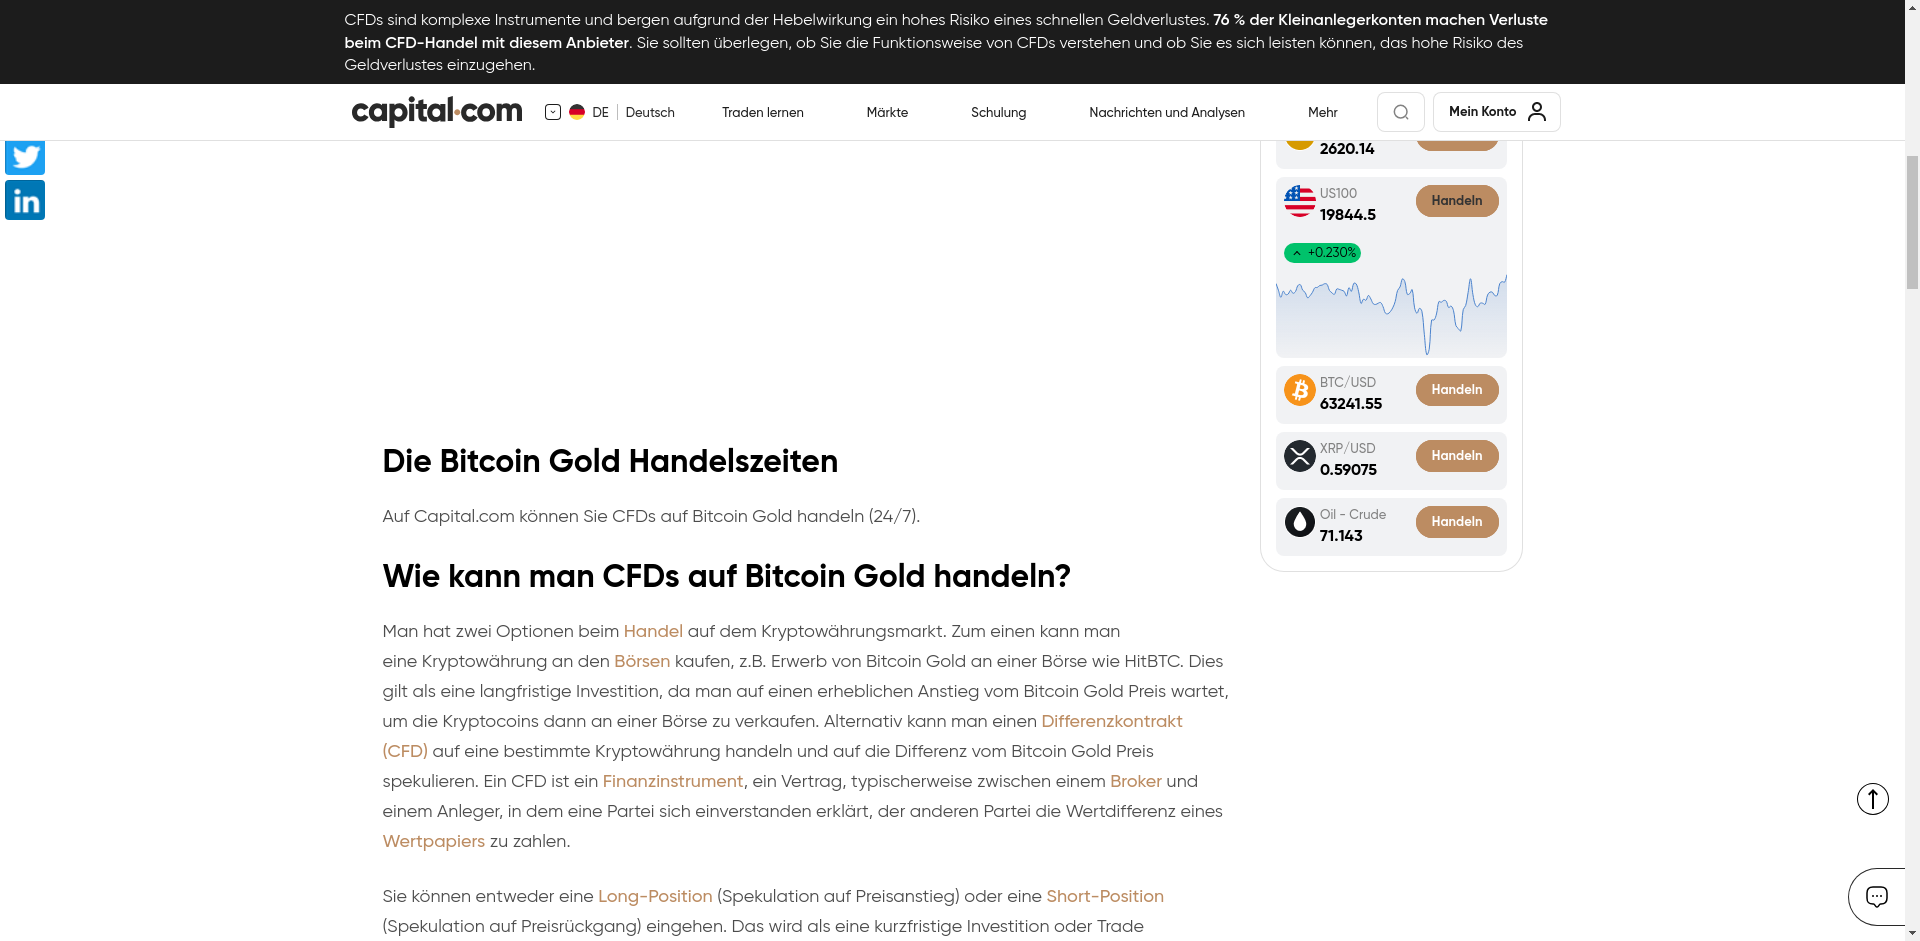 CFDs sind komplexe Instrumente und bergen aufgrund der Hebelwirkung ein hohes Risiko eines schnellen Geldverlustes. 76 % der Kleinanlegerkonten machen Verluste
beim CFD-Handel mit diesem Anbieter. Sie sollten überlegen, ob Sie die Funktionsweise von CFDs verstehen und ob Sie es sich leisten können, das hohe Risiko des
Geldverlustes einzugehen.
capital.com
DE
Deutsch
Traden lernen
Märkte
Schulung
Nachrichten und Analysen
Mehr
Mein Konto
in
2620.14
US100
19844.5
Handeln
+0.230%
BTC/USD
63241.55
Handeln
XRP/USD
0.59075
Handeln
Oil - Crude
71.143
Handeln
Die Bitcoin Gold Handelszeiten
Auf Capital.com können Sie CFDs auf Bitcoin Gold handeln (24/7).
Wie kann man CFDs auf Bitcoin Gold handeln?
Man hat zwei Optionen beim Handel auf dem Kryptowährungsmarkt. Zum einen kann man
eine Kryptowährung an den Börsen kaufen, z.B. Erwerb von Bitcoin Gold an einer Börse wie HitBTC. Dies
gilt als eine langfristige Investition, da man auf einen erheblichen Anstieg vom Bitcoin Gold Preis wartet,
um die Kryptocoins dann an einer Börse zu verkaufen. Alternativ kann man einen Differenzkontrakt
(CFD) auf eine bestimmte Kryptowährung handeln und auf die Differenz vom Bitcoin Gold Preis
spekulieren. Ein CFD ist ein Finanzinstrument, ein Vertrag, typischerweise zwischen einem Broker und
einem Anleger, in dem eine Partei sich einverstanden erklärt, der anderen Partei die Wertdifferenz eines
Wertpapiers zu zahlen.
Sie können entweder eine Long-Position (Spekulation auf Preisanstieg) oder eine Short-Position
(Spekulation auf Preisrückgang) eingehen. Das wird als eine kurzfristige Investition oder Trade